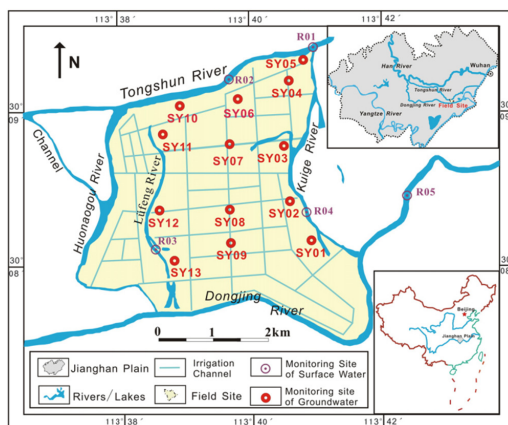 113°38′
113°40′
113°42′
R01
SY05
N
Tongshun River
R02
SY04
SY10
SY06
Han River
Wuhan
Tongshun River
Dongjing River
Field Site
Yangtze River
30°
09′
30°
09′
Channel
SY11
SY07
SY03
Kuige River
Huonaogou River
Lufeng River
R05
SY12
SY08
SY02
R04
R03
SY09
SY01
SY13
30°
08′
30°
08′
Dongjing River
Beijing
Jianghan Plain
0 1 2km
Jianghan Plain
Irrigation
Channel
Monitoring Site
of Surface Water
Rivers/Lakes
Field Site
Monitoring site
of Groundwater
113°38′
113°40′
113°42′